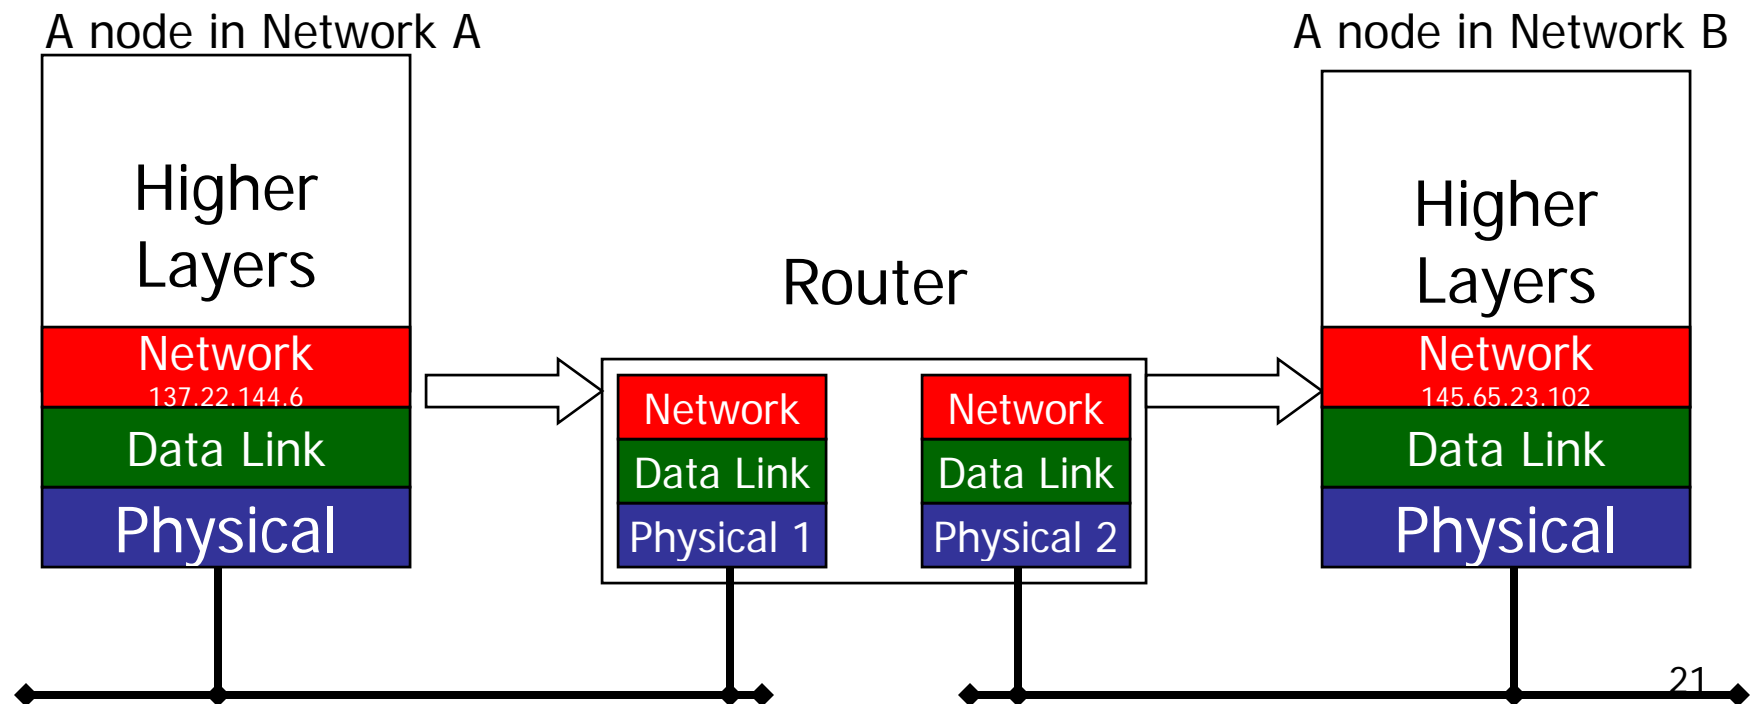 A node in Network A
Higher
Layers
Network
137.22.144.6
Data Link
Physical
Router
Network
Data Link
Physical 1
Network
Data Link
Physical 2
A node in Network B
Higher
Layers
Network
145.65.23.102
Data Link
Physical
21